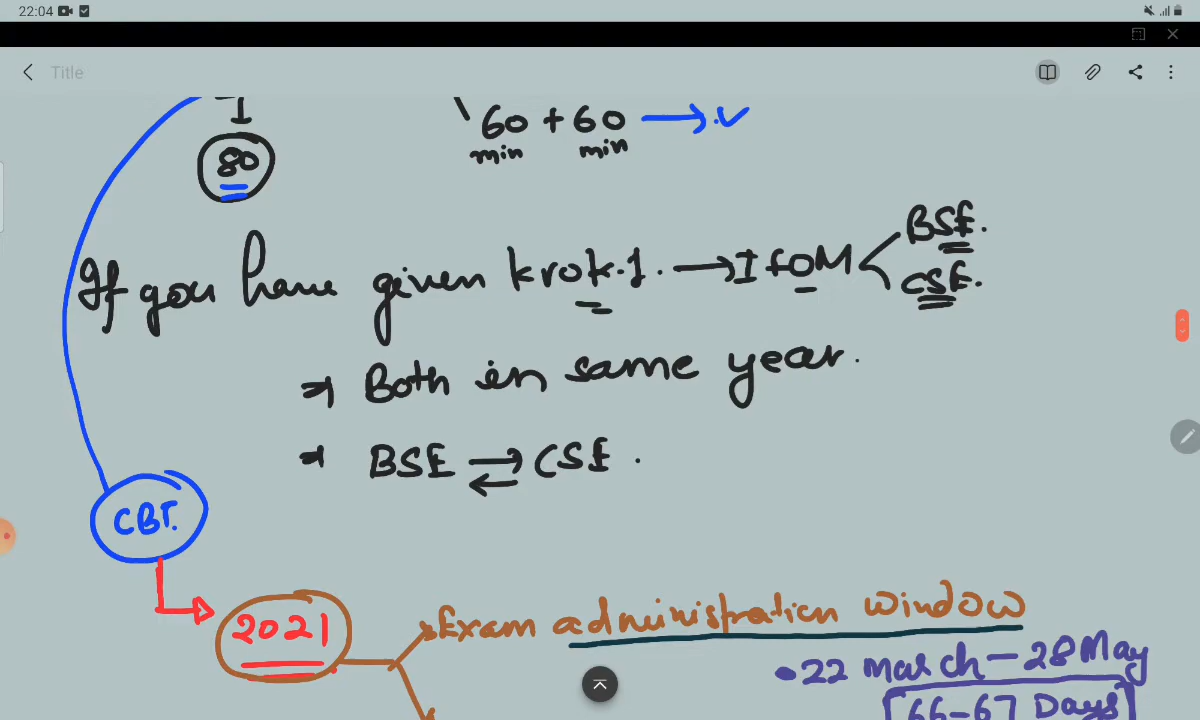 22:04
Title
I
60 + 60 → ✓
min min
80
BSE.
If you have given krok.1. → IfOM
CSE.
⇒ Both in same year.
⇒ BSE ⇄ CSE.
CBT.
2021
Exam administration window
• 22 March - 28 May
66-67 Days